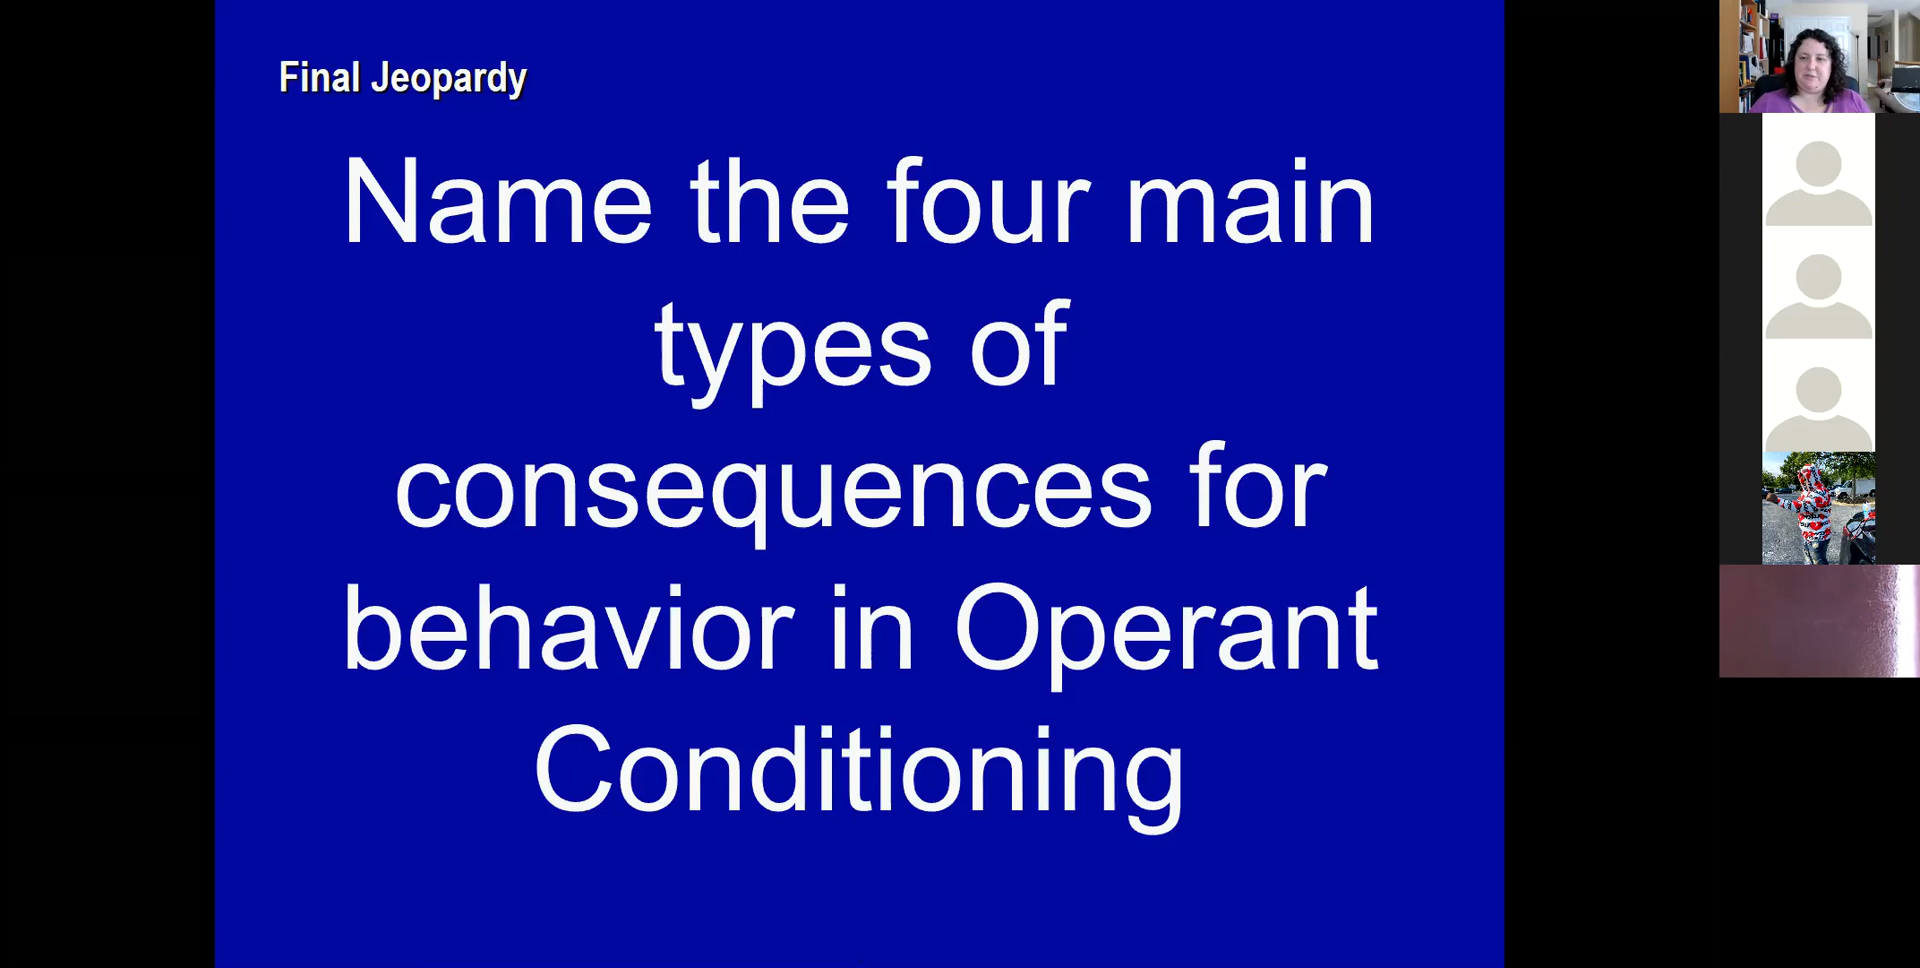 Final Jeopardy
Name the four main
types of
consequences for
behavior in Operant
Conditioning